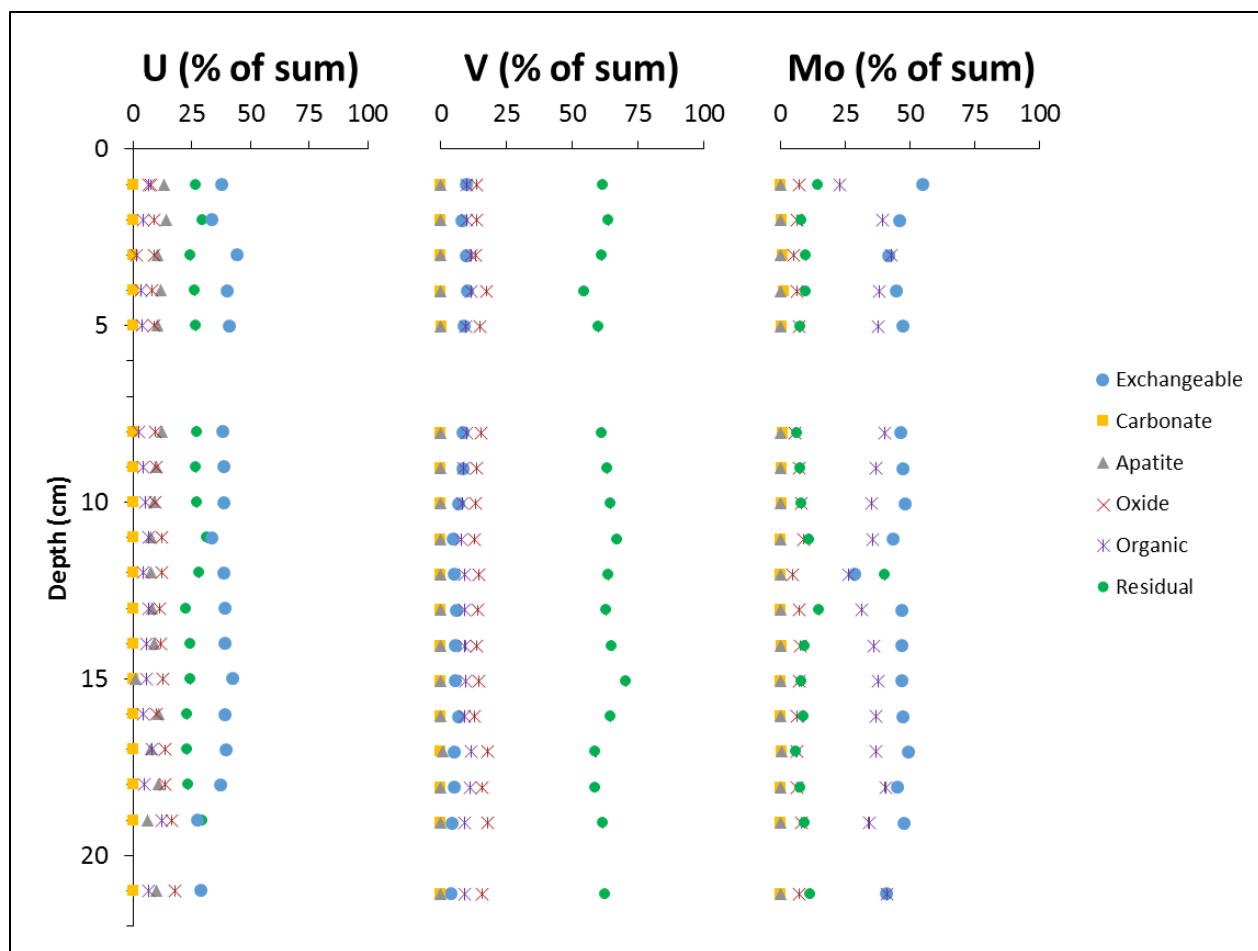 U (% of sum) V (% of sum) Mo (% of sum)
0 25 50 75 100 0 25 50 75 100 0 25 50 75 100
0
5
10
15
20
Depth (cm)
Exchangeable
Carbonate
Apatite
Oxide
Organic
Residual